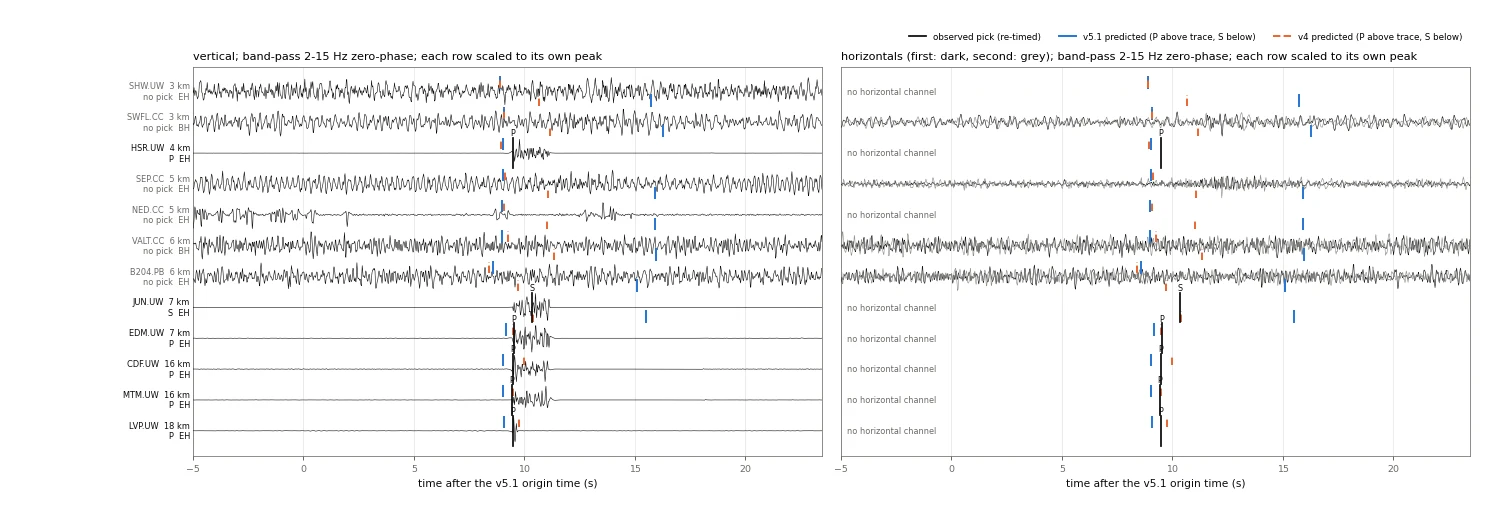 observed pick (re-timed)
v5.1 predicted (P above trace, S below)
v4 predicted (P above trace, S below)
vertical; band-pass 2-15 Hz zero-phase; each row scaled to its own peak
horizontals (first: dark, second: grey); band-pass 2-15 Hz zero-phase; each row scaled to its own peak
SHW.UW 3 km
no pick EH
no horizontal channel
SWFL.CC 3 km
no pick BH
P
P
HSR.UW 4 km
P EH
no horizontal channel
SEP.CC 5 km
no pick EH
NED.CC 5 km
no pick EH
no horizontal channel
VALT.CC 6 km
no pick BH
B204.PB 6 km
no pick EH
S
S
JUN.UW 7 km
S EH
no horizontal channel
P
P
EDM.UW 7 km
P EH
no horizontal channel
P
P
CDF.UW 16 km
P EH
no horizontal channel
P
P
MTM.UW 16 km
P EH
no horizontal channel
P
P
LVP.UW 18 km
P EH
no horizontal channel
−5 0 5 10 15 20
−5 0 5 10 15 20
time after the v5.1 origin time (s)
time after the v5.1 origin time (s)